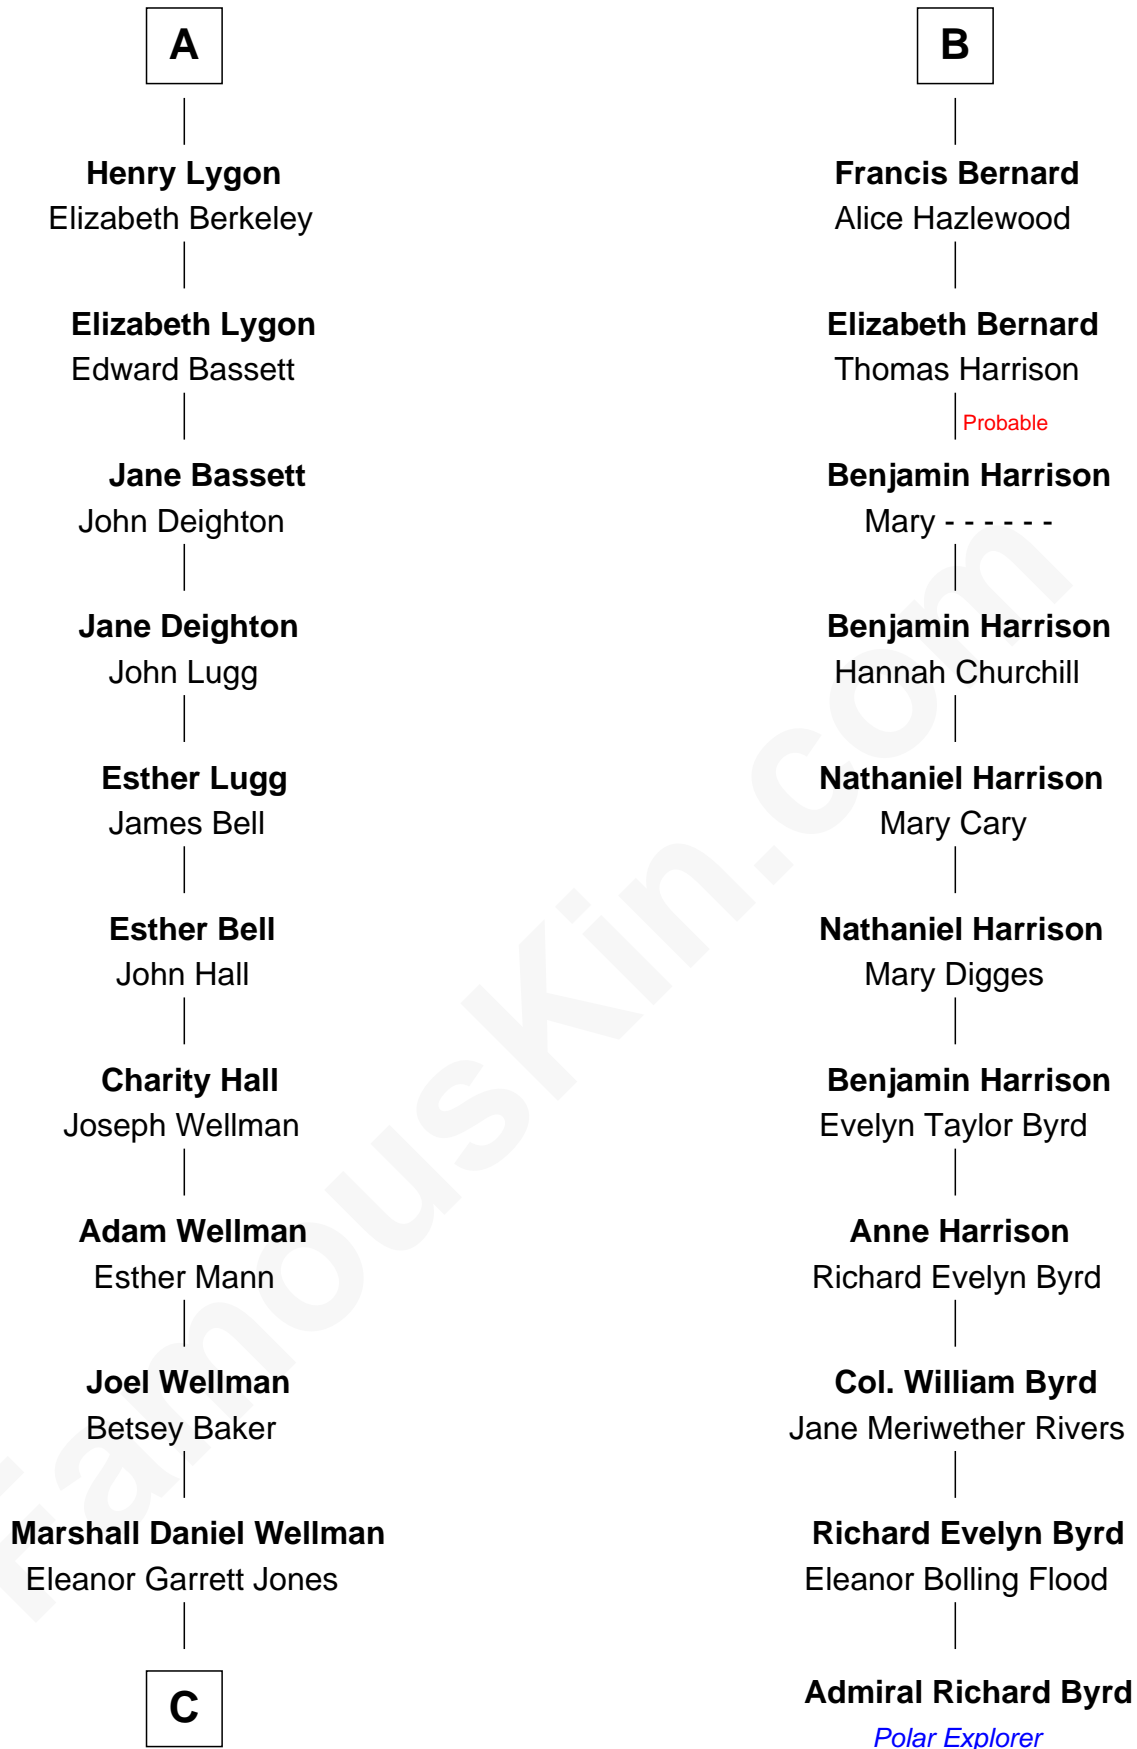 A
Henry Lygon
Elizabeth Berkeley
Elizabeth Lygon
Edward Bassett
Jane Bassett
John Deighton
Jane Deighton
John Lugg
Esther Lugg
James Bell
Esther Bell
John Hall
Charity Hall
Joseph Wellman
Adam Wellman
Esther Mann
Joel Wellman
Betsey Baker
Marshall Daniel Wellman
Eleanor Garrett Jones
C
B
Francis Bernard
Alice Hazlewood
Elizabeth Bernard
Thomas Harrison
Probable
Benjamin Harrison
Mary - - - - - -
Benjamin Harrison
Hannah Churchill
Nathaniel Harrison
Mary Cary
Nathaniel Harrison
Mary Digges
Benjamin Harrison
Evelyn Taylor Byrd
Anne Harrison
Richard Evelyn Byrd
Col. William Byrd
Jane Meriwether Rivers
Richard Evelyn Byrd
Eleanor Bolling Flood
Admiral Richard Byrd
Polar Explorer
FamousKin.com